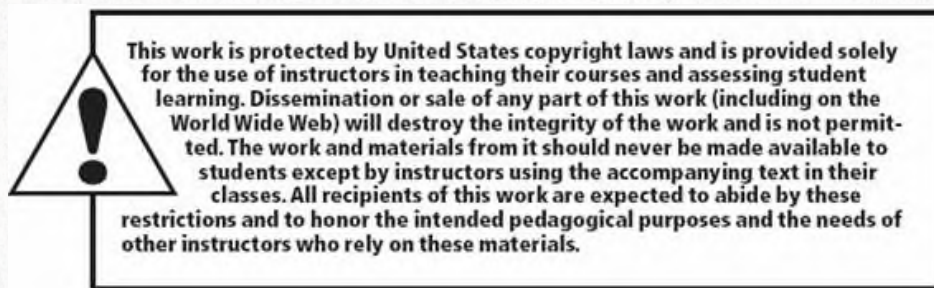 This work is protected by United States copyright laws and is provided solely
for the use of instructors in teaching their courses and assessing student
learning. Dissemination or sale of any part of this work (including on the
World Wide Web) will destroy the integrity of the work and is not permit-
ted. The work and materials from it should never be made available to
students except by instructors using the accompanying text in their
classes. All recipients of this work are expected to abide by these
restrictions and to honor the intended pedagogical purposes and the needs of
other instructors who rely on these materials.